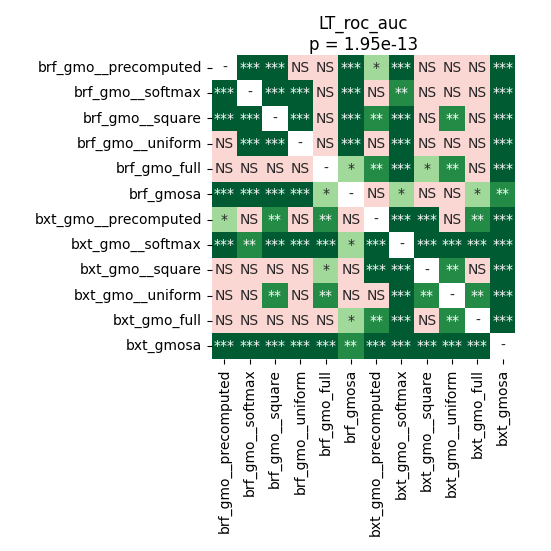 LT_roc_auc
p = 1.95e-13
brf_gmo__precomputed - *** *** NS NS *** * *** NS NS NS ***
brf_gmo__softmax *** - *** *** NS *** NS ** NS NS NS ***
brf_gmo__square *** *** - *** NS *** ** *** NS ** NS ***
brf_gmo__uniform NS *** *** - NS *** NS *** NS NS NS ***
brf_gmo_full NS NS NS NS - * ** *** * ** NS ***
brf_gmosa *** *** *** *** * - NS * NS NS * **
bxt_gmo__precomputed * NS ** NS ** NS - *** *** NS ** ***
bxt_gmo__softmax *** ** *** *** *** * *** - *** *** *** ***
bxt_gmo__square NS NS NS NS * NS *** *** - ** NS ***
bxt_gmo__uniform NS NS ** NS ** NS NS *** ** - ** ***
bxt_gmo_full NS NS NS NS NS * ** *** NS ** - ***
bxt_gmosa *** *** *** *** *** ** *** *** *** *** *** -
brf_gmo__precomputed
brf_gmo__softmax
brf_gmo__square
brf_gmo__uniform
brf_gmo_full
brf_gmosa
bxt_gmo__precomputed
bxt_gmo__softmax
bxt_gmo__square
bxt_gmo__uniform
bxt_gmo_full
bxt_gmosa